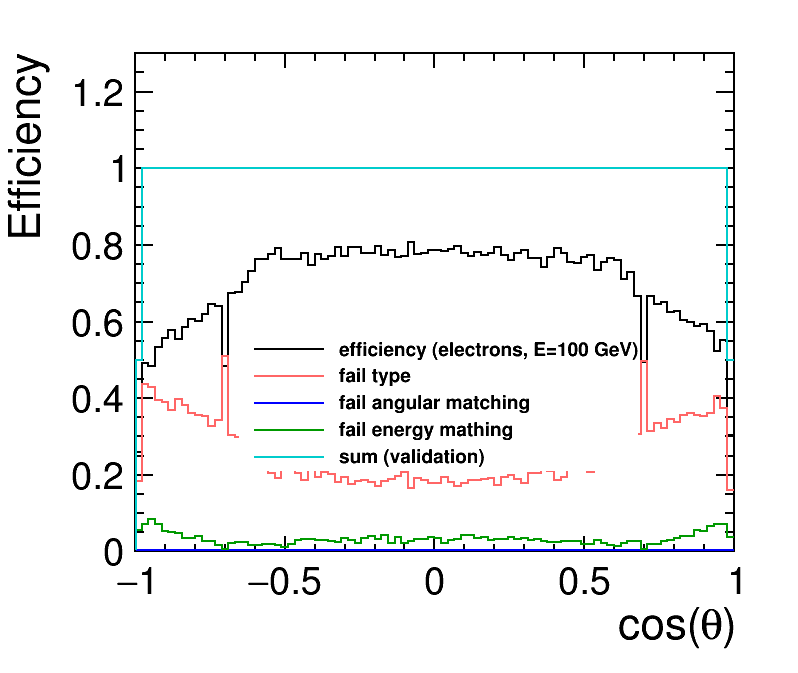 Efficiency
1.2
1
0.8
0.6
0.4
0.2
0
efficiency (electrons, E=100 GeV)
fail type
fail angular matching
fail energy mathing
sum (validation)
−1 −0.5 0 0.5 1
cos(θ)